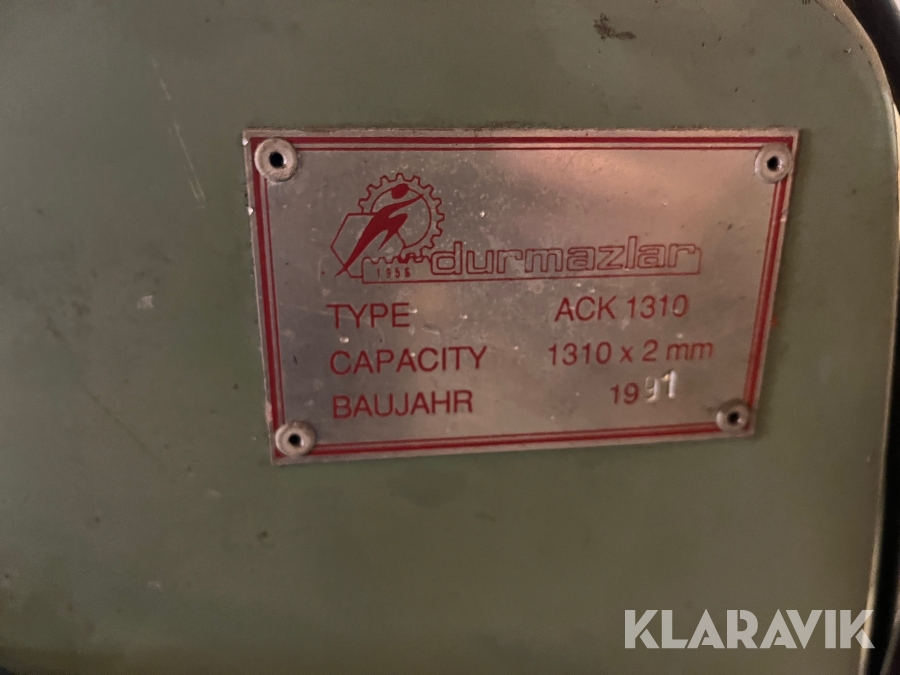 1956 durmazlar
TYPE ACK 1310
CAPACITY 1310 x 2 mm
BAUJAHR 1991
KLARAVIK